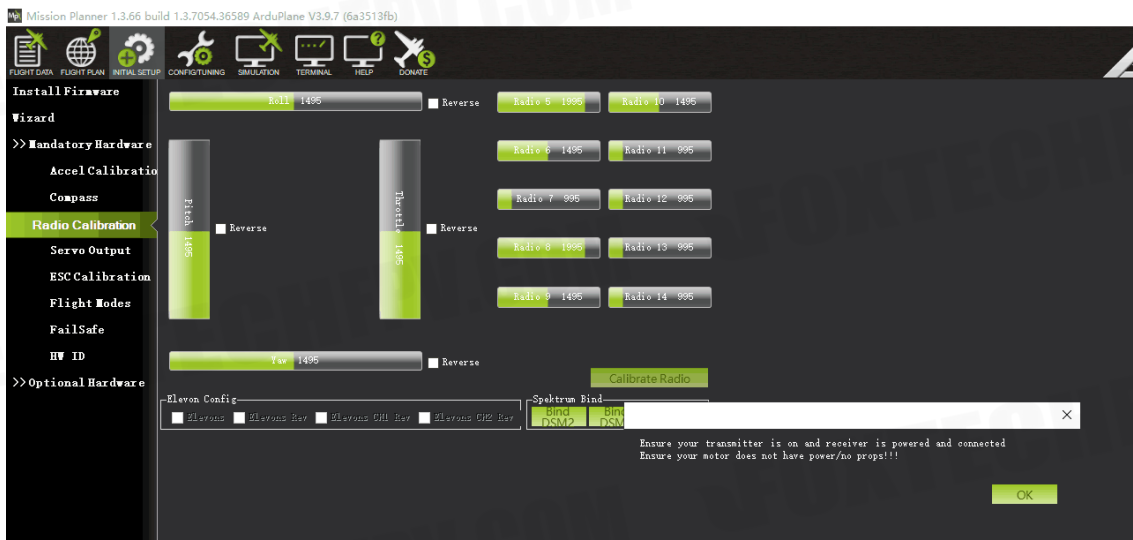 Mission Planner 1.3.66 build 1.3.7054.36589 ArduPlane V3.9.7 (6a3513fb)
FLIGHT DATA FLIGHT PLAN INITIAL SETUP CONFIG/TUNING SIMULATION TERMINAL HELP DONATE
Install Firmware
Wizard
>> Mandatory Hardware
Accel Calibratio
Compass
Radio Calibration
Servo Output
ESC Calibration
Flight Modes
FailSafe
HW ID
>> Optional Hardware
Roll 1495
Reverse
Pitch 1495
Reverse
Throttle 1495
Reverse
Yaw 1495
Reverse
Radio 5 1995
Radio 10 1495
Radio 6 1495
Radio 11 995
Radio 7 995
Radio 12 995
Radio 8 1995
Radio 13 995
Radio 9 1495
Radio 14 995
Calibrate Radio
Elevon Config
Elevons Elevons Rev Elevons CH1 Rev Elevons CH2 Rev
Spektrum Bind
Bind DSM2
Bind DSM
Ensure your transmitter is on and receiver is powered and connected
Ensure your motor does not have power/no props!!!
OK